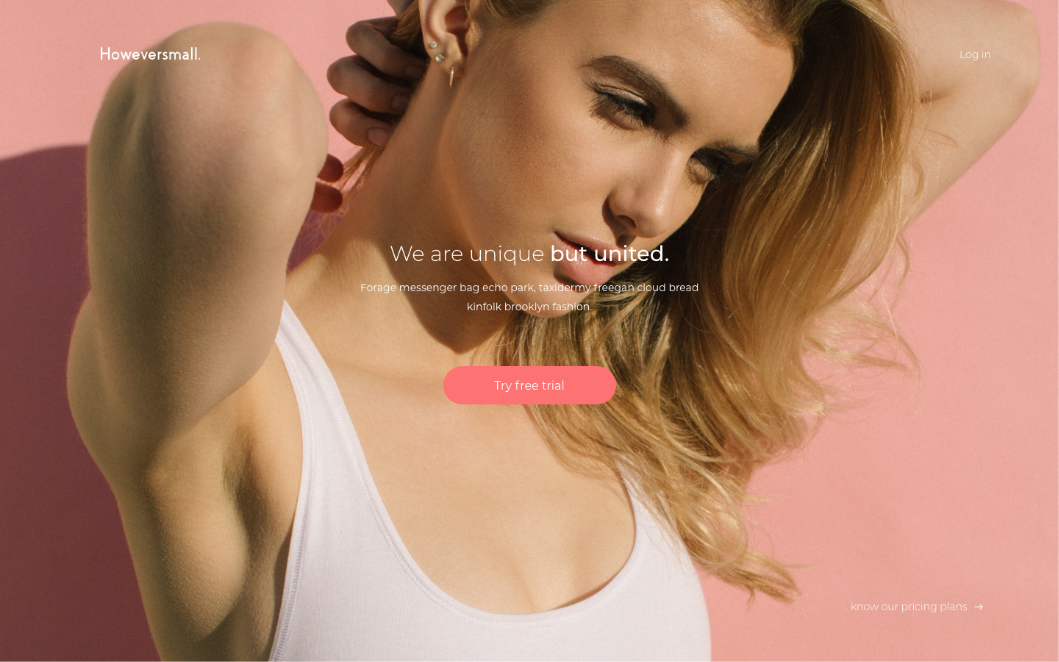 Howeversmall.
Log in
We are unique but united.
Forage messenger bag echo park, taxidermy freegan cloud bread
kinfolk brooklyn fashion.
Try free trial
know our pricing plans →